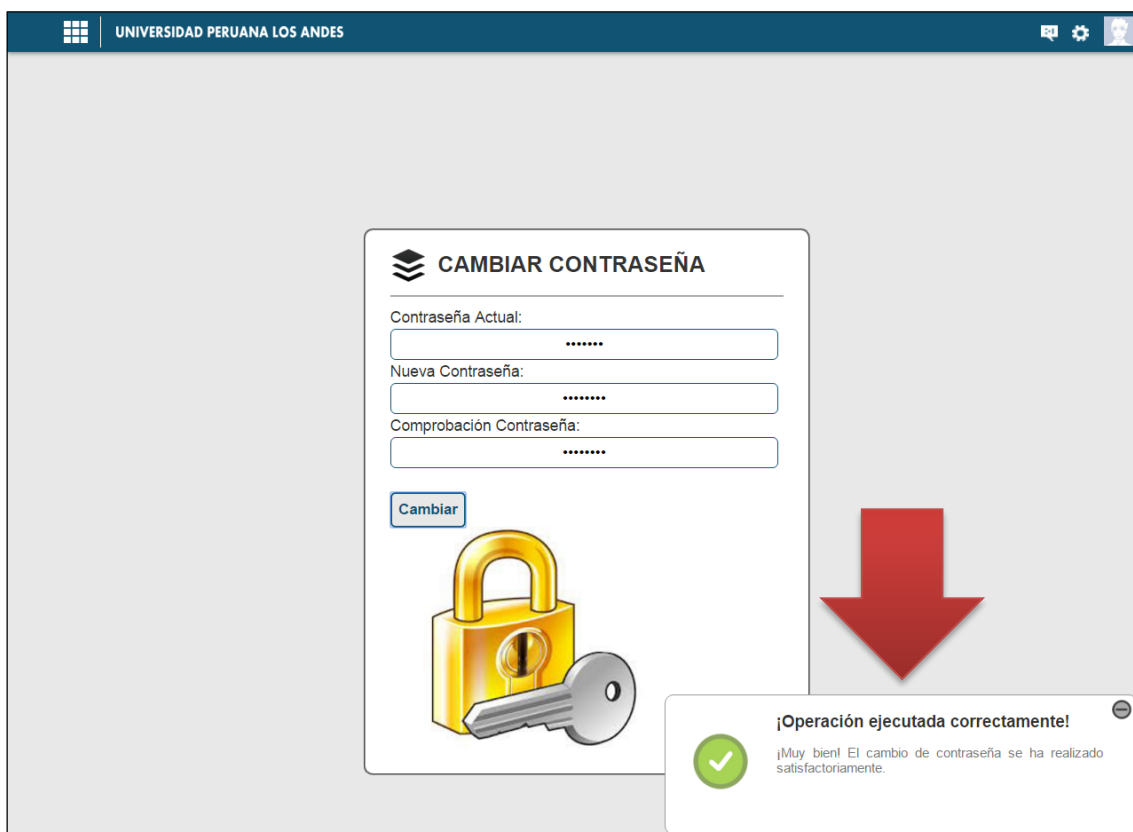 UNIVERSIDAD PERUANA LOS ANDES
CAMBIAR CONTRASEÑA
Contraseña Actual:
•••••••
Nueva Contraseña:
••••••••
Comprobación Contraseña:
••••••••
Cambiar
¡Operación ejecutada correctamente!
¡Muy bien! El cambio de contraseña se ha realizado
satisfactoriamente.